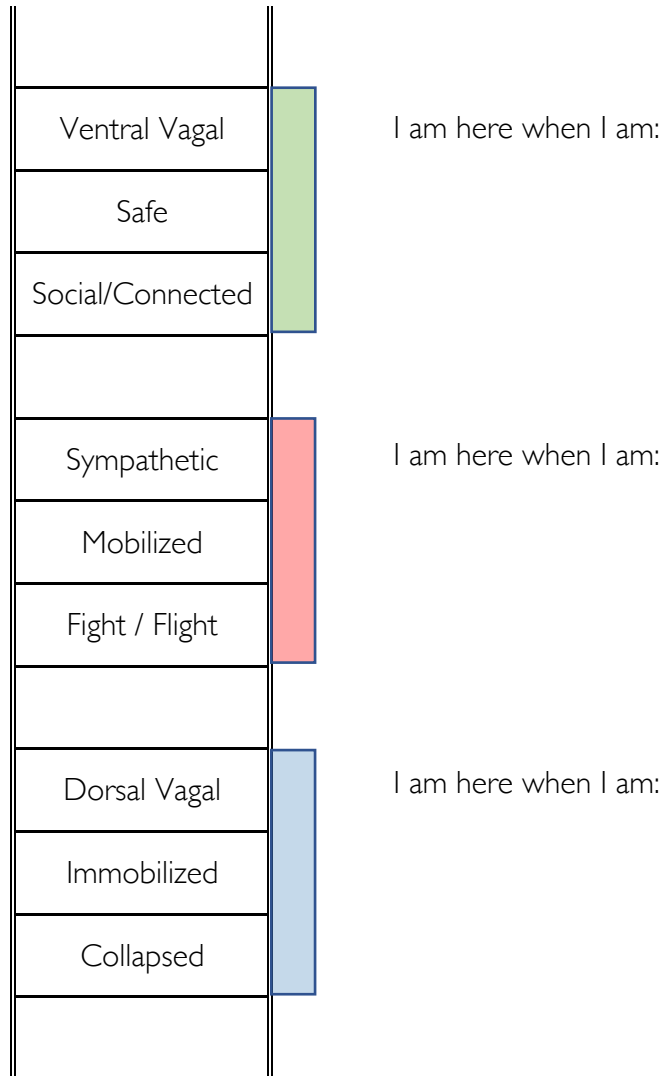 Ventral Vagal
I am here when I am:
Safe
Social/Connected
Sympathetic
I am here when I am:
Mobilized
Fight / Flight
Dorsal Vagal
I am here when I am:
Immobilized
Collapsed